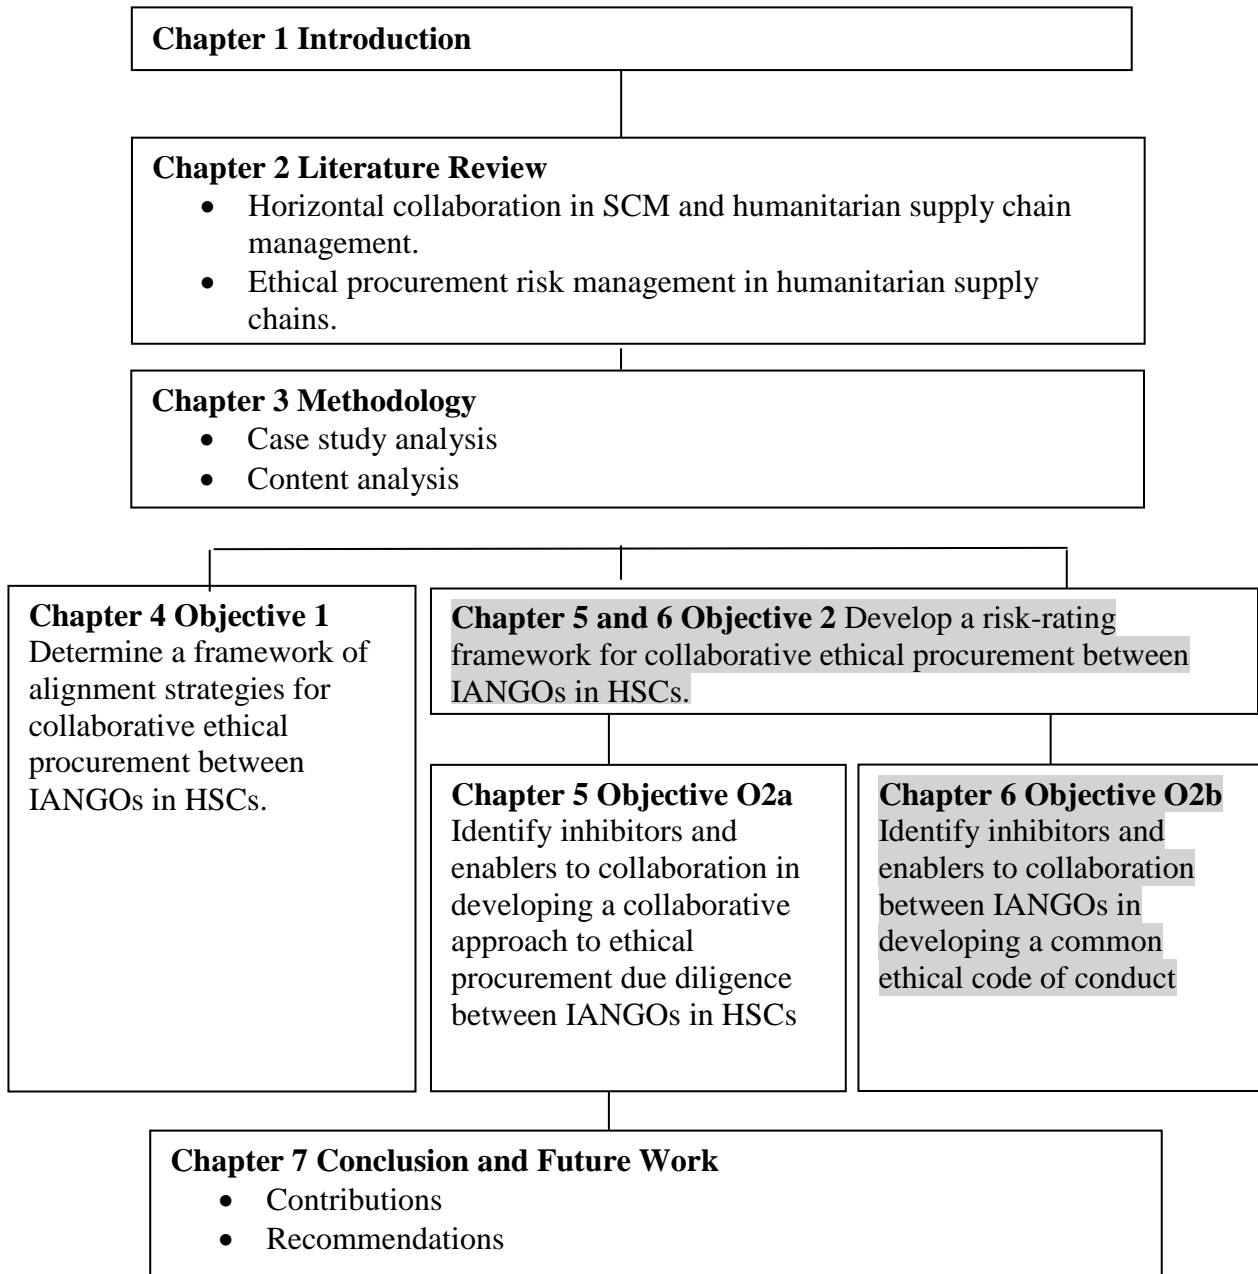 Chapter 1 Introduction
Chapter 2 Literature Review
• Horizontal collaboration in SCM and humanitarian supply chain
management.
• Ethical procurement risk management in humanitarian supply
chains.
Chapter 3 Methodology
• Case study analysis
• Content analysis
Chapter 4 Objective 1
Determine a framework of
alignment strategies for
collaborative ethical
procurement between
IANGOs in HSCs.
Chapter 5 and 6 Objective 2 Develop a risk-rating
framework for collaborative ethical procurement between
IANGOs in HSCs.
Chapter 5 Objective O2a
Identify inhibitors and
enablers to collaboration in
developing a collaborative
approach to ethical
procurement due diligence
between IANGOs in HSCs
Chapter 6 Objective O2b
Identify inhibitors and
enablers to collaboration
between IANGOs in
developing a common
ethical code of conduct
Chapter 7 Conclusion and Future Work
• Contributions
• Recommendations